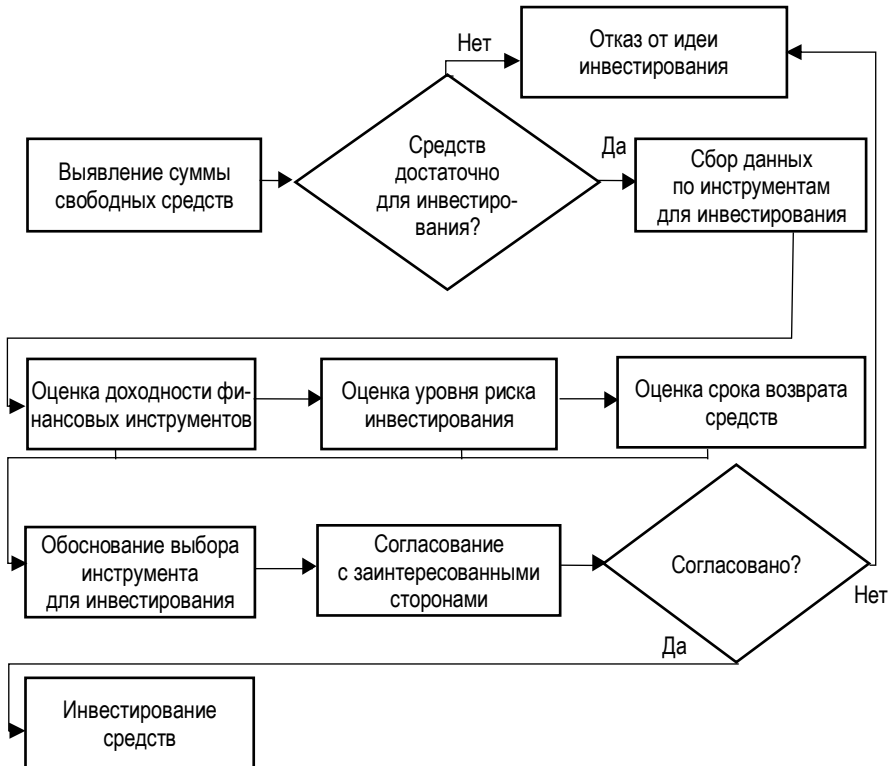 Нет
Отказ от идеи
инвестирования
Выявление суммы
свободных средств
Средств
достаточно
для инвестиро-
вания?
Да
Сбор данных
по инструментам
для инвестирования
Оценка доходности фи-
нансовых инструментов
Оценка уровня риска
инвестирования
Оценка срока возврата
средств
Обоснование выбора
инструмента
для инвестирования
Согласование
с заинтересованными
сторонами
Согласовано?
Нет
Да
Инвестирование
средств